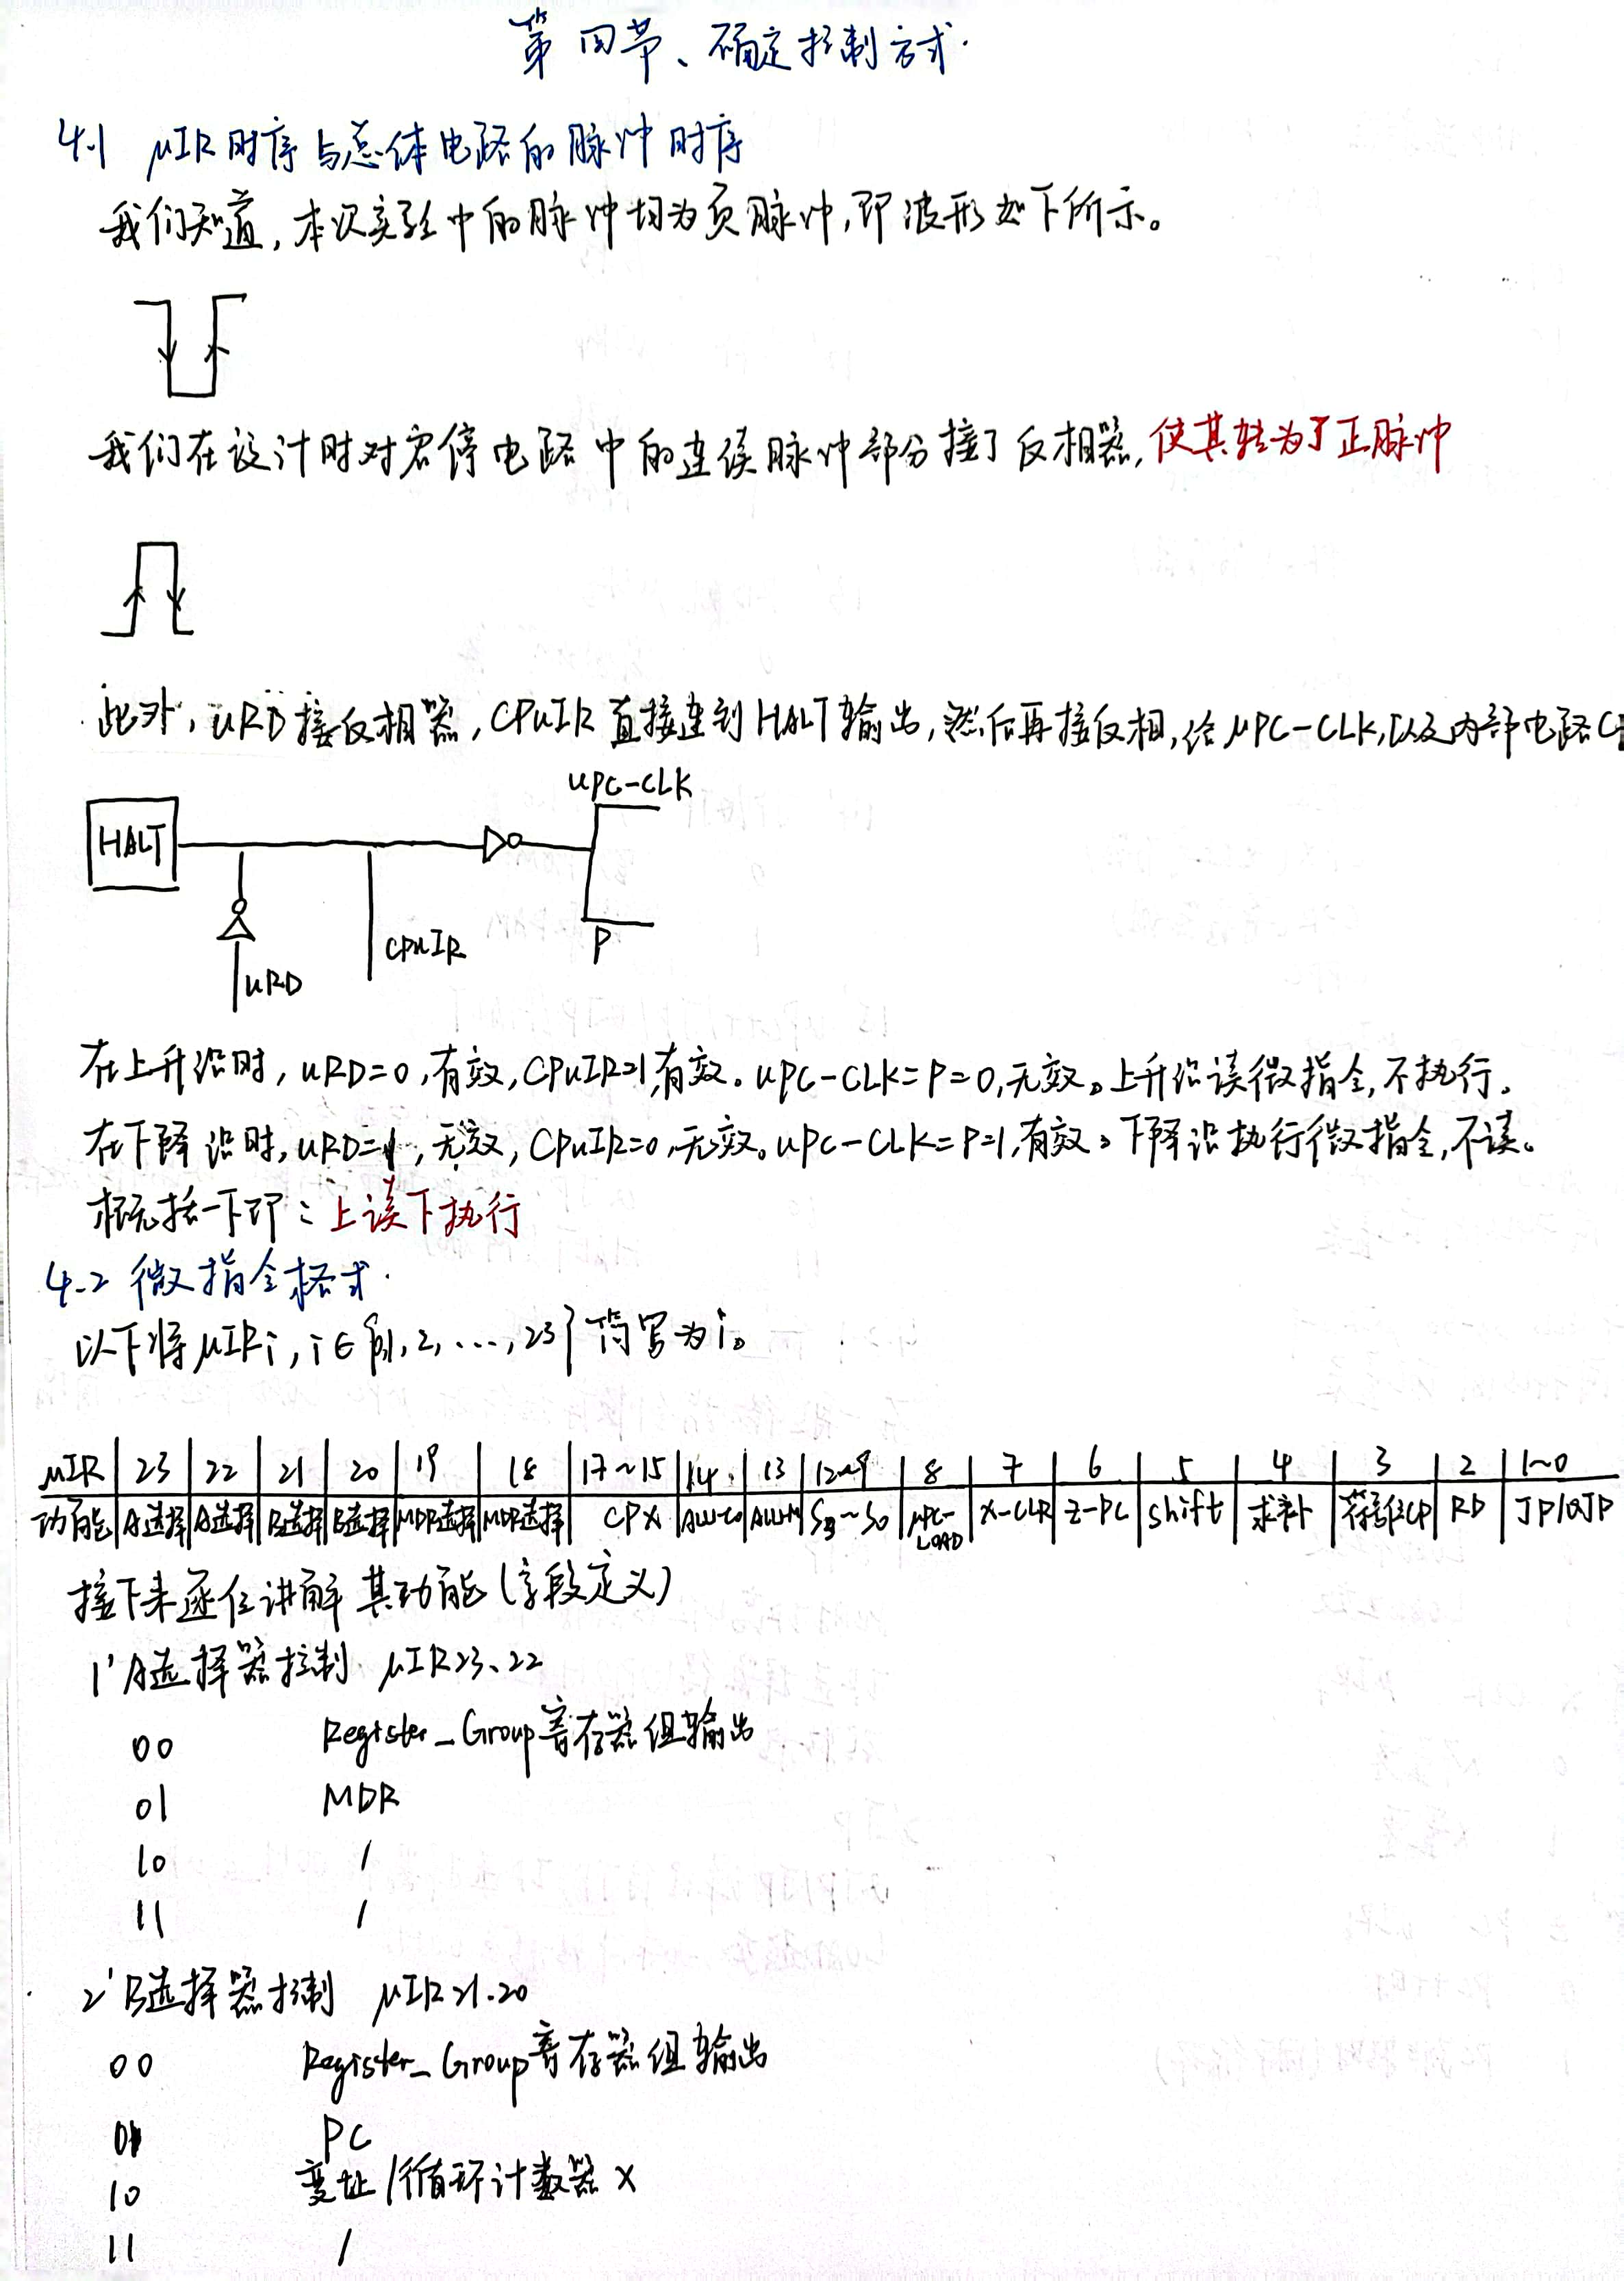 第四节、确定控制方式.
4.1 μIR时序与总体电路的脉冲时序
我们知道,本次实验中的脉冲均为负脉冲,即波形如下所示。
我们在设计时对启停电路中的连续脉冲部分接了反相器,使其转为了正脉冲
此外,uRD接反相器,CPuIR直接连到HALT输出,然后再接反相,给μPC-CLK,以及内部电路
upc-CLK
HALT
CPuIR
P
uRD
在上升沿时,uRD=0,有效,CPuIR=1,有效。upc-CLK=P=0,无效。上升沿读微指令,不执行。
在下降沿时,uRD=1,无效,CPuIR=0,无效。upc-CLK=P=1,有效。下降沿执行微指令,不读。
概括一下即:上读下执行
4.2 微指令格式.
以下将μIRi,i∈{0,1,2,...,23}简写为i。
μIR 23 22 21 20 19 18 17~15 14 13 12~9 8 7 6 5 4 3 2 1~0
功能 A选择 A选择 B选择 B选择 MDR选择 MDR选择 CPX ALU-C0 ALU-M S3~S0 μPC-LOAD X-CLR Z-PC shift 求补 符号位CP RD JP1QJP
接下来逐位讲解其功能(字段定义)
1' A选择器控制 μIR23、22
00 Register_Group寄存器组输出
01 MDR
10 /
11 /
2' B选择器控制 μIR21.20
00 Register_Group寄存器组输出
01 PC
10 变址/循环计数器X
11 /